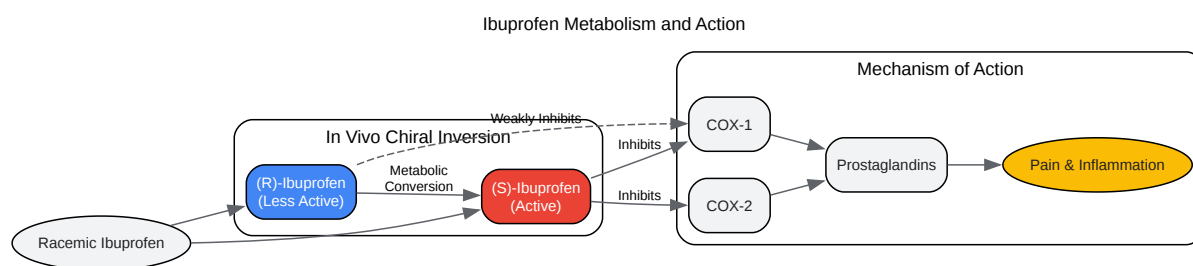 Ibuprofen Metabolism and Action
Mechanism of Action
In Vivo Chiral Inversion
Weakly Inhibits
COX-1
Inhibits
(R)-Ibuprofen
(Less Active)
Metabolic
Conversion
(S)-Ibuprofen
(Active)
Inhibits
COX-2
Prostaglandins
Pain & Inflammation
Racemic Ibuprofen